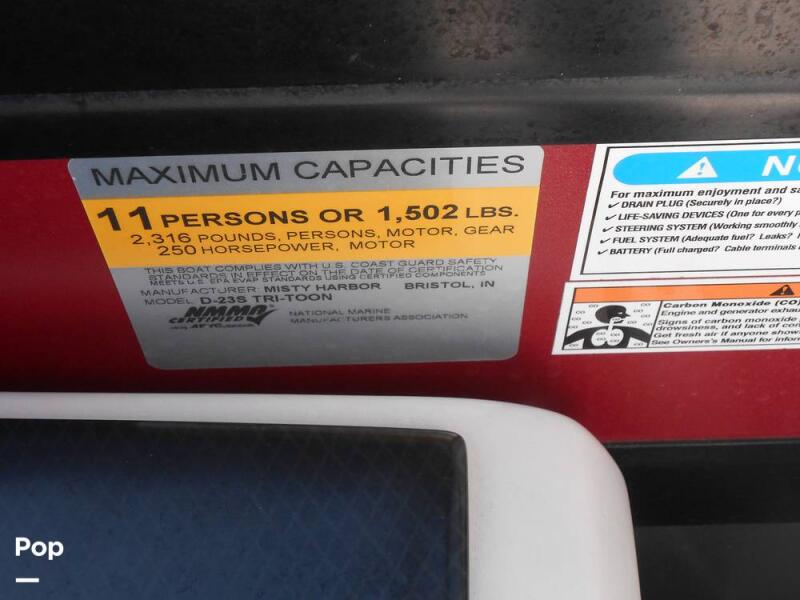 MAXIMUM CAPACITIES
11 PERSONS OR 1,502 LBS.
2,316 POUNDS, PERSONS, MOTOR, GEAR
250 HORSEPOWER, MOTOR
THIS BOAT COMPLIES WITH U.S. COAST GUARD SAFETY
STANDARDS IN EFFECT ON THE DATE OF CERTIFICATION
MEETS U.S. EPA EVAP STANDARDS USING CERTIFIED COMPONENTS
MANUFACTURER: MISTY HARBOR BRISTOL, IN
MODEL: D-23S TRI-TOON
NMMA
CERTIFIED
NATIONAL MARINE
MANUFACTURERS ASSOCIATION
For maximum enjoyment and
✓ DRAIN PLUG (Securely in place?)
✓ LIFE-SAVING DEVICES (One for every
✓ STEERING SYSTEM (Working smoothly
✓ FUEL SYSTEM (Adequate fuel? Leaks?
✓ BATTERY (Full charged? Cable terminals
Carbon Monoxide (CO)
Engine and generator
Signs of carbon monoxide
drowsiness, and lack of
Get fresh air if anyone
See Owner's Manual for
Pop